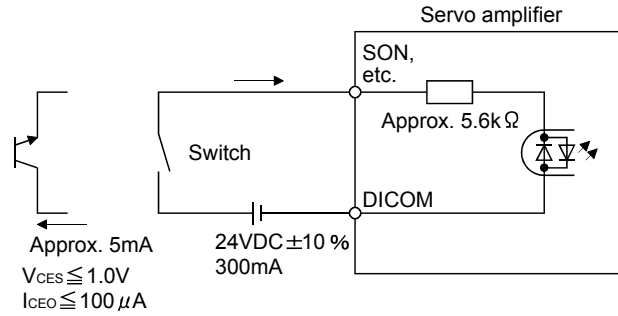 Servo amplifier
SON,
etc.
Approx. 5.6kΩ
Switch
DICOM
Approx. 5mA
24VDC±10 %
300mA
VCES≦1.0V
ICEO≦100 μA